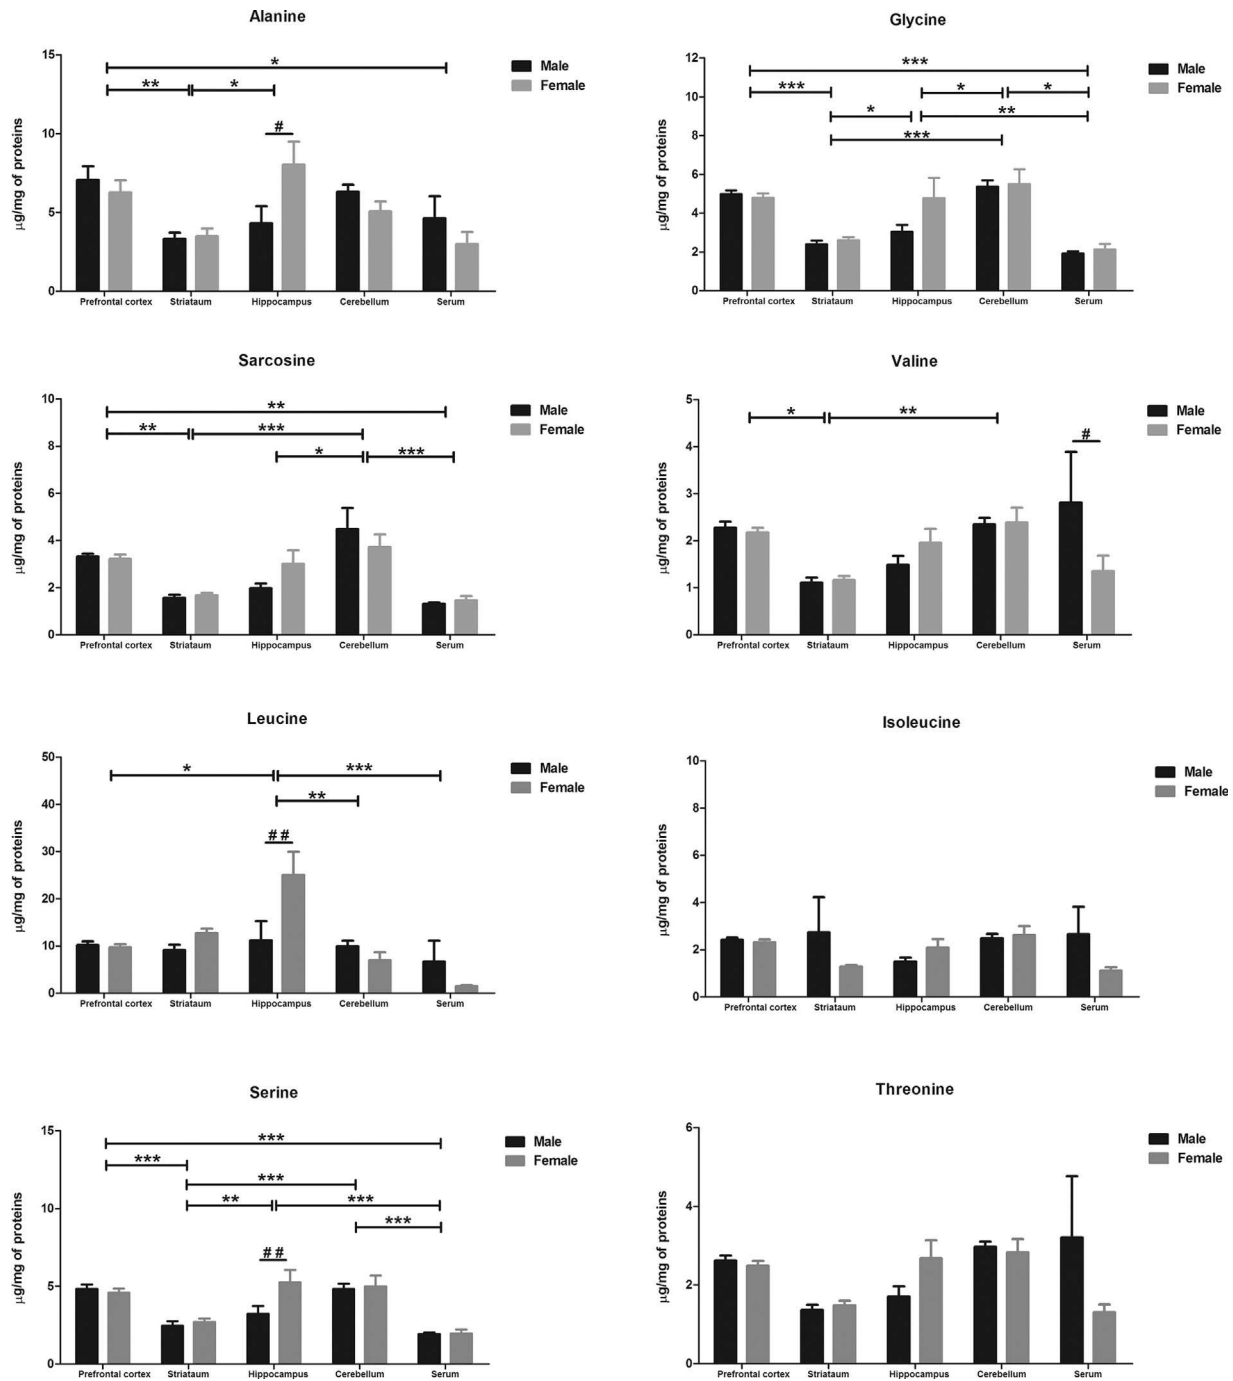 Alanine
15
10
5
0
µg/mg of proteins
*
** *
#
Male
Female
Prefrontal cortex Striataum Hippocampus Cerebellum Serum
Glycine
12
10
8
6
4
2
0
µg/mg of proteins
***
*** * *
* **
***
Male
Female
Prefrontal cortex Striataum Hippocampus Cerebellum Serum
Sarcosine
10
8
6
4
2
0
µg/mg of proteins
**
** ***
* ***
Male
Female
Prefrontal cortex Striataum Hippocampus Cerebellum Serum
Valine
5
4
3
2
1
0
µg/mg of proteins
* **
#
Male
Female
Prefrontal cortex Striataum Hippocampus Cerebellum Serum
Leucine
50
40
30
20
10
0
µg/mg of proteins
* ***
**
##
Male
Female
Prefrontal cortex Striataum Hippocampus Cerebellum Serum
Isoleucine
10
8
6
4
2
0
µg/mg of proteins
Male
Female
Prefrontal cortex Striataum Hippocampus Cerebellum Serum
Serine
15
10
5
0
µg/mg of proteins
***
***
***
** ***
***
##
Male
Female
Prefrontal cortex Striataum Hippocampus Cerebellum Serum
Threonine
6
4
2
0
µg/mg of proteins
Male
Female
Prefrontal cortex Striataum Hippocampus Cerebellum Serum